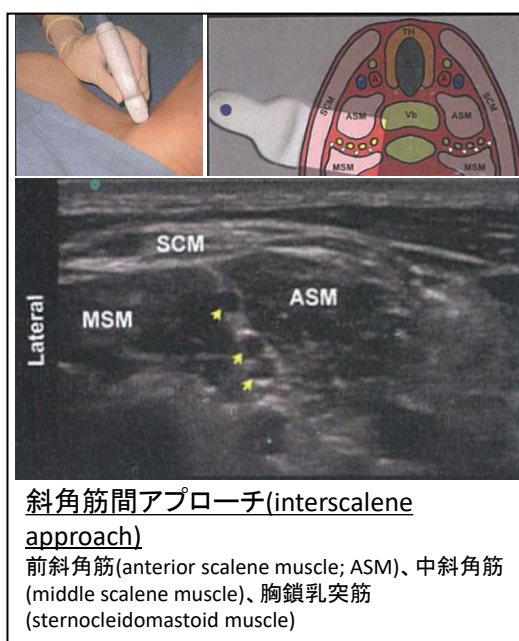 TH
A
A
SCM
SCM
ASM
Vb
ASM
MSM
MSM
SCM
MSM
ASM
Lateral
斜角筋間アプローチ(interscalene
approach)
前斜角筋(anterior scalene muscle; ASM)、中斜角筋
(middle scalene muscle)、胸鎖乳突筋
(sternocleidomastoid muscle)